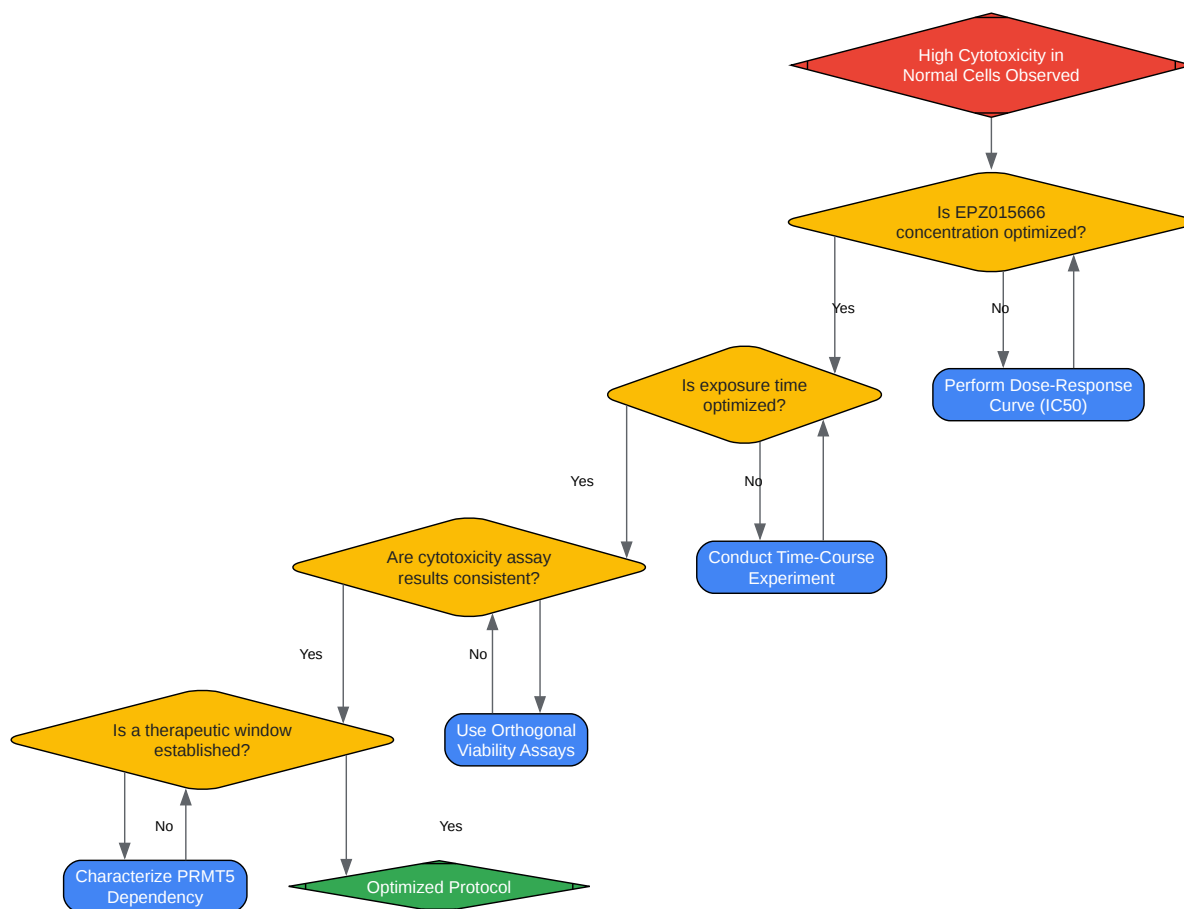 High Cytotoxicity in
Normal Cells Observed
Is EPZ015666
concentration optimized?
Yes
No
Is exposure time
optimized?
Perform Dose-Response
Curve (IC50)
Yes
No
Are cytotoxicity assay
results consistent?
Conduct Time-Course
Experiment
Yes
No
Is a therapeutic window
established?
Use Orthogonal
Viability Assays
No
Yes
Characterize PRMT5
Dependency
Optimized Protocol